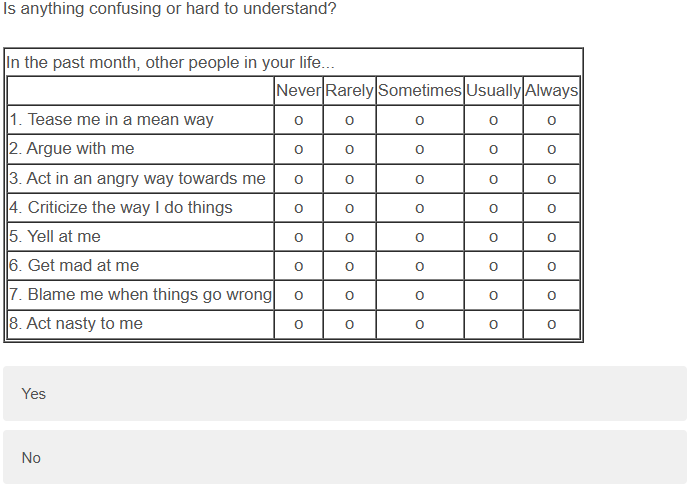 Is anything confusing or hard to understand?
In the past month, other people in your life...
Never Rarely Sometimes Usually Always
1. Tease me in a mean way o o o o o
2. Argue with me o o o o o
3. Act in an angry way towards me o o o o o
4. Criticize the way I do things o o o o o
5. Yell at me o o o o o
6. Get mad at me o o o o o
7. Blame me when things go wrong o o o o o
8. Act nasty to me o o o o o
Yes
No